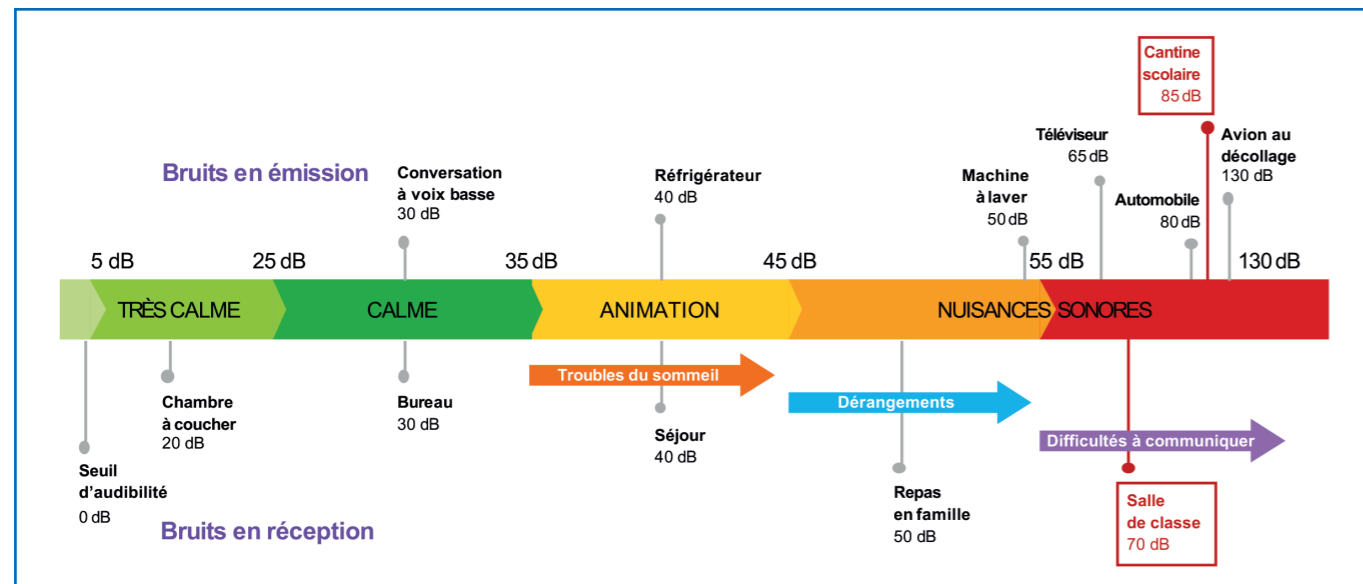 Cantine
scolaire
85 dB
Bruits en émission
Conversation
à voix basse
30 dB
Réfrigérateur
40 dB
Machine
à laver
50 dB
Téléviseur
65 dB
Automobile
80 dB
Avion au
décollage
130 dB
5 dB 25 dB 35 dB 45 dB 55 dB 130 dB
TRÈS CALME CALME ANIMATION NUISANCES SONORES
Troubles du sommeil
Dérangements
Difficultés à communiquer
Seuil
d'audibilité
0 dB
Chambre
à coucher
20 dB
Bureau
30 dB
Séjour
40 dB
Repas
en famille
50 dB
Salle
de classe
70 dB
Bruits en réception